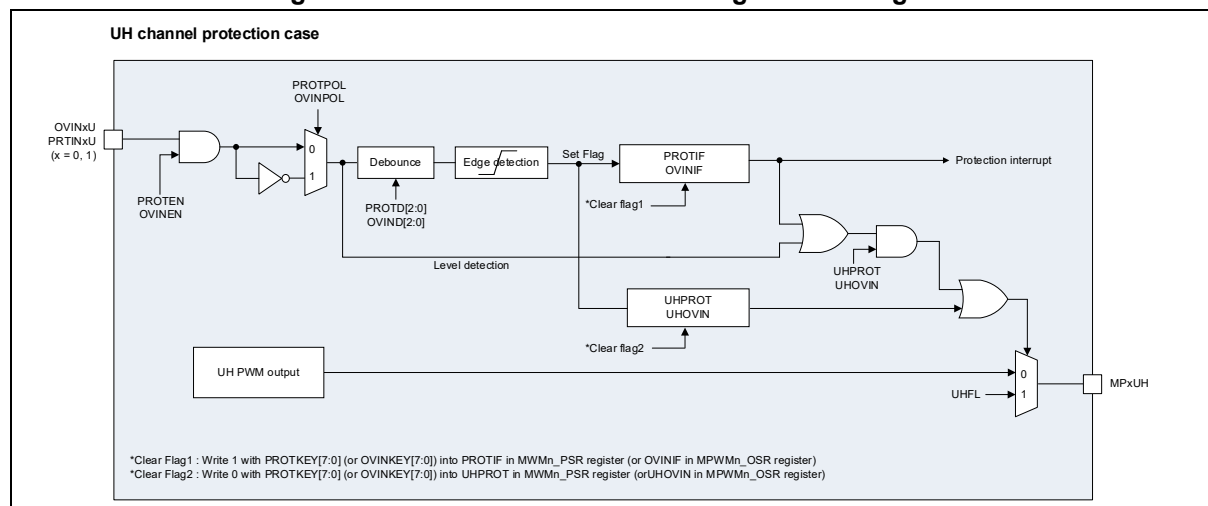 UH channel protection case
PROTPOL
OVINPOL
OVINxU
PRTINxU
(x = 0, 1)
0
1
PROTEN
OVINEN
Debounce
PROTD[2:0]
OVIND[2:0]
Edge detection
Set Flag
PROTIF
OVINIF
*Clear flag1
Protection interrupt
Level detection
UHPROT
UHOVIN
UHPROT
UHOVIN
*Clear flag2
UH PWM output
0
1
UHFL
MPxUH
*Clear Flag1 : Write 1 with PROTKEY[7:0] (or OVINKEY[7:0]) into PROTIF in MWMn_PSR register (or OVINIF in MPWMn_OSR register)
*Clear Flag2 : Write 0 with PROTKEY[7:0] (or OVINKEY[7:0]) into UHPROT in MWMn_PSR register (orUHOVIN in MPWMn_OSR register)